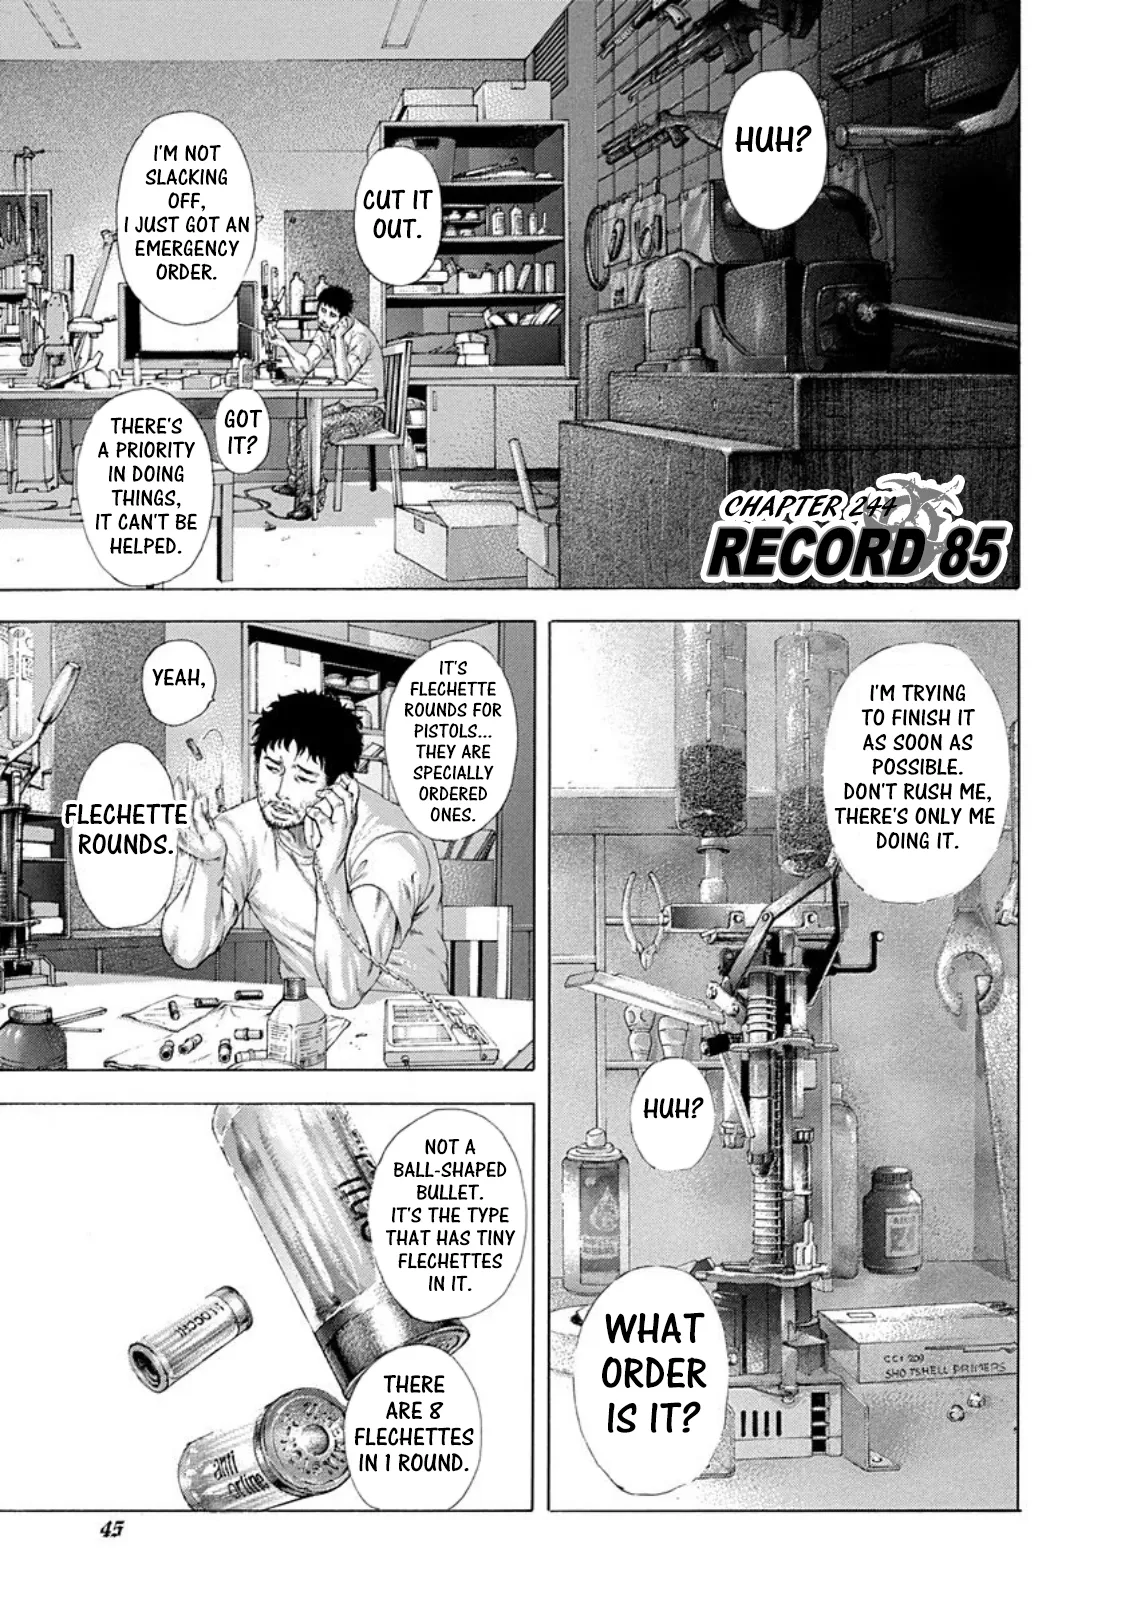 HUH?
CUT IT
OUT.
I'M NOT
SLACKING
OFF,
I JUST GOT AN
EMERGENCY
ORDER.
GOT
IT?
THERE'S
A PRIORITY
IN DOING
THINGS,
IT CAN'T BE
HELPED.
CHAPTER 244
RECORD 85
I'M TRYING
TO FINISH IT
AS SOON AS
POSSIBLE.
DON'T RUSH ME,
THERE'S ONLY ME
DOING IT.
HUH?
WHAT
ORDER
IS IT?
CCI 209
SHOTSHELL PRIMERS
IT'S
FLECHETTE
ROUNDS FOR
PISTOLS...
THEY ARE
SPECIALLY
ORDERED
ONES.
YEAH,
FLECHETTE
ROUNDS.
NOT A
BALL-SHAPED
BULLET.
IT'S THE TYPE
THAT HAS TINY
FLECHETTES
IN IT.
THERE
ARE 8
FLECHETTES
IN 1 ROUND.
45